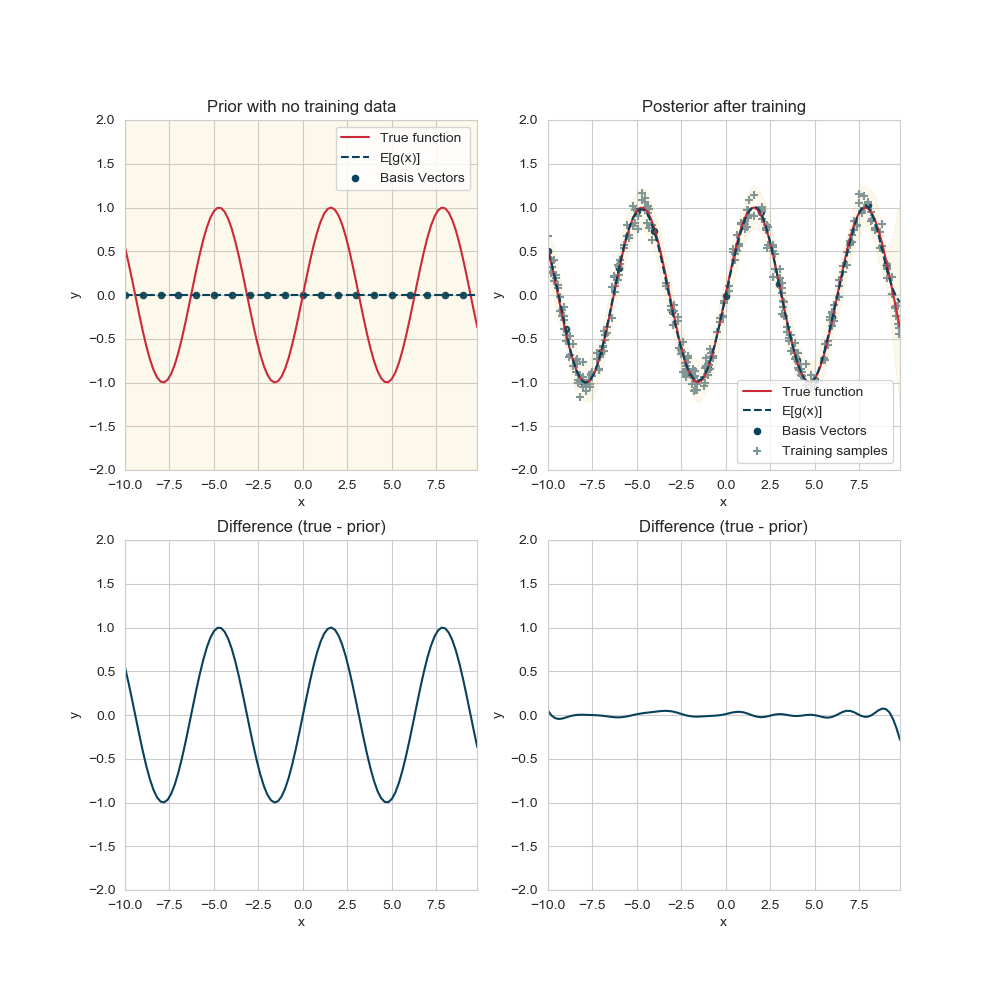 Prior with no training data
2.0
1.5
1.0
0.5
0.0
−0.5
−1.0
−1.5
−2.0
y
True function
E[g(x)]
Basis Vectors
−10.0 −7.5 −5.0 −2.5 0.0 2.5 5.0 7.5
x
Posterior after training
2.0
1.5
1.0
0.5
0.0
−0.5
−1.0
−1.5
−2.0
y
True function
E[g(x)]
Basis Vectors
Training samples
−10.0 −7.5 −5.0 −2.5 0.0 2.5 5.0 7.5
x
Difference (true - prior)
2.0
1.5
1.0
0.5
0.0
−0.5
−1.0
−1.5
−2.0
y
−10.0 −7.5 −5.0 −2.5 0.0 2.5 5.0 7.5
x
Difference (true - prior)
2.0
1.5
1.0
0.5
0.0
−0.5
−1.0
−1.5
−2.0
y
−10.0 −7.5 −5.0 −2.5 0.0 2.5 5.0 7.5
x